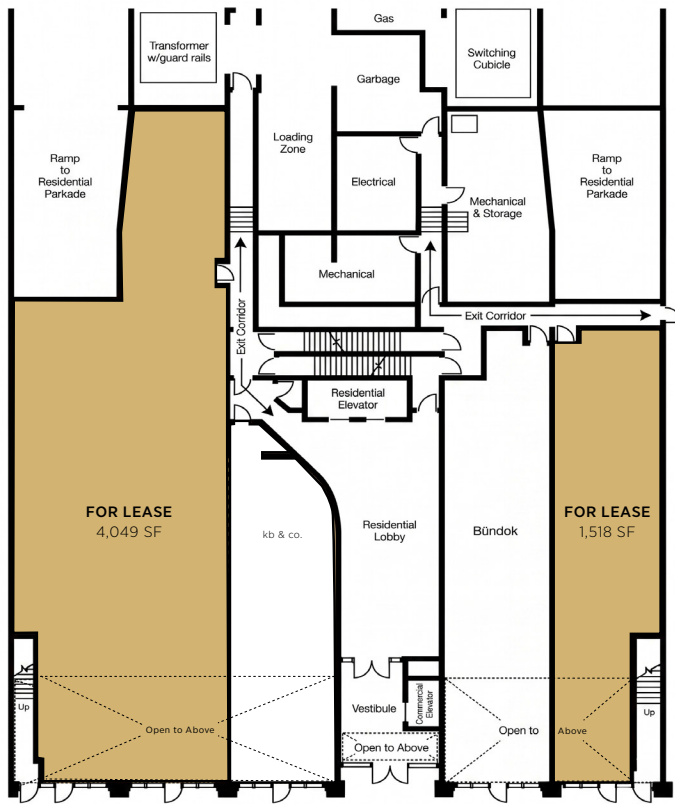 Gas
Transformer
w/guard rails
Switching
Cubicle
Garbage
Loading
Zone
Ramp
to
Residential
Parkade
Electrical
Mechanical
& Storage
Ramp
to
Residential
Parkade
Mechanical
Exit Corridor
Exit Corridor
Residential
Elevator
FOR LEASE
4,049 SF
kb & co.
Residential
Lobby
Bündok
FOR LEASE
1,518 SF
Up
Vestibule
Commercial
Elevator
Up
Open to Above
Open to Above
Open to
Above